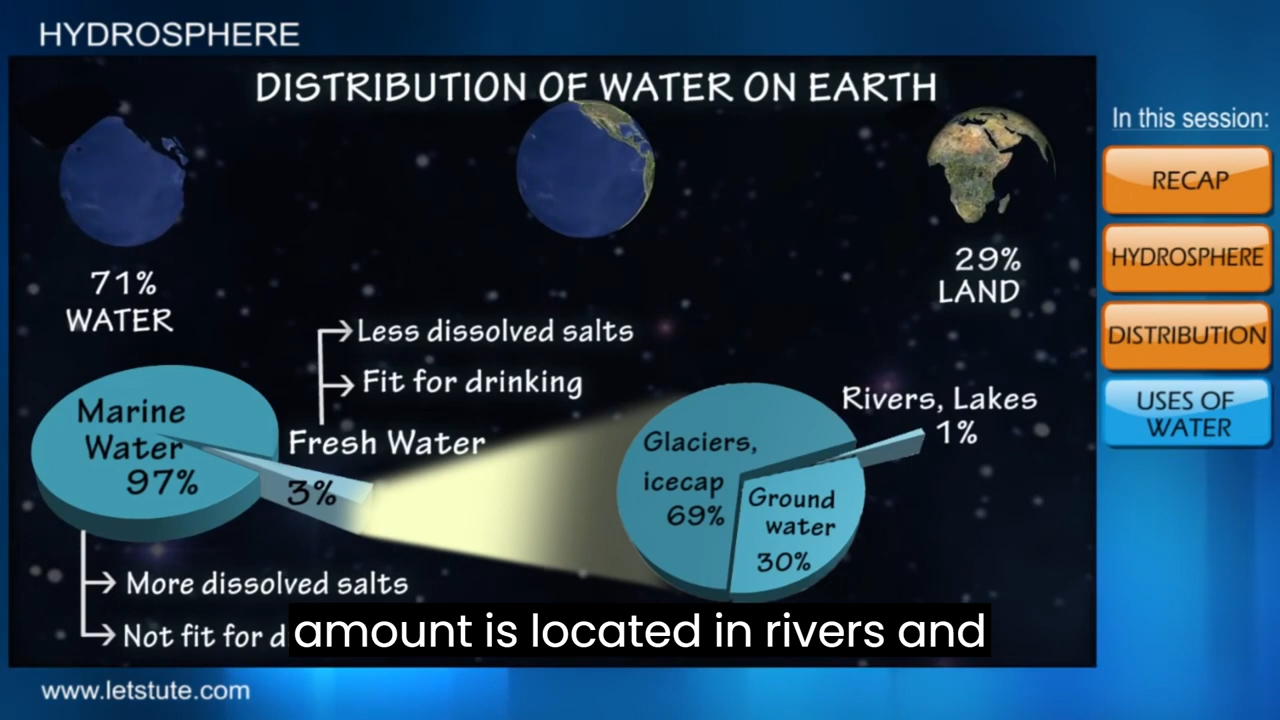 HYDROSPHERE
DISTRIBUTION OF WATER ON EARTH
71%
WATER
29%
LAND
Less dissolved salts
Fit for drinking
Fresh Water
3%
Marine
Water
97%
More dissolved salts
Not fit for d
Glaciers,
icecap
69%
Ground
water
30%
Rivers, Lakes
1%
amount is located in rivers and
www.letstute.com
In this session:
RECAP
HYDROSPHERE
DISTRIBUTION
USES OF
WATER